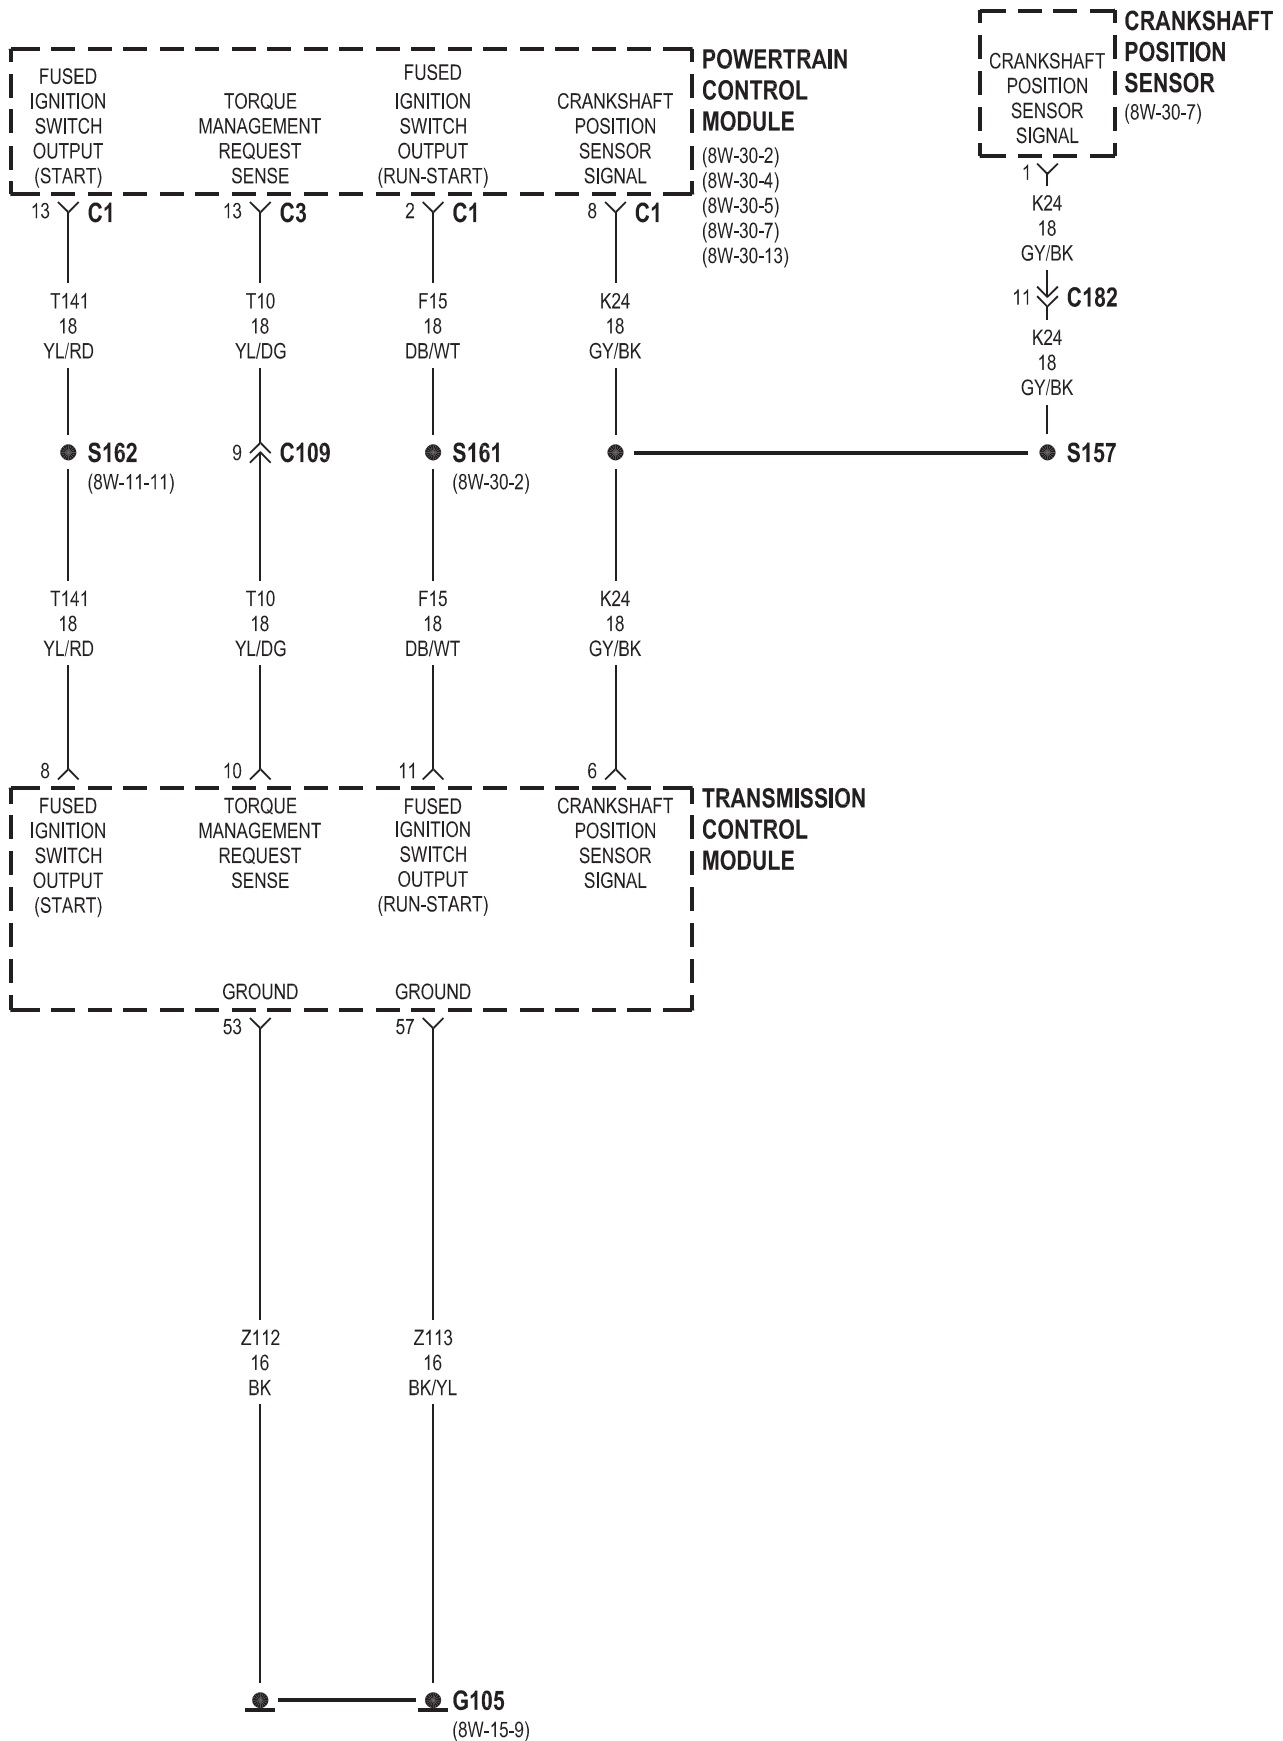 FUSED
IGNITION
SWITCH
OUTPUT
(START)
TORQUE
MANAGEMENT
REQUEST
SENSE
FUSED
IGNITION
SWITCH
OUTPUT
(RUN-START)
CRANKSHAFT
POSITION
SENSOR
SIGNAL
POWERTRAIN
CONTROL
MODULE
(8W-30-2)
(8W-30-4)
(8W-30-5)
(8W-30-7)
(8W-30-13)
CRANKSHAFT
POSITION
SENSOR
SIGNAL
CRANKSHAFT
POSITION
SENSOR
(8W-30-7)
13 C1
13 C3
2 C1
8 C1
1
K24
18
GY/BK
11 C182
K24
18
GY/BK
T141
18
YL/RD
T10
18
YL/DG
F15
18
DB/WT
K24
18
GY/BK
S162
(8W-11-11)
9 C109
S161
(8W-30-2)
S157
T141
18
YL/RD
T10
18
YL/DG
F15
18
DB/WT
K24
18
GY/BK
8
10
11
6
FUSED
IGNITION
SWITCH
OUTPUT
(START)
TORQUE
MANAGEMENT
REQUEST
SENSE
FUSED
IGNITION
SWITCH
OUTPUT
(RUN-START)
CRANKSHAFT
POSITION
SENSOR
SIGNAL
TRANSMISSION
CONTROL
MODULE
GROUND
GROUND
53
57
Z112
16
BK
Z113
16
BK/YL
G105
(8W-15-9)